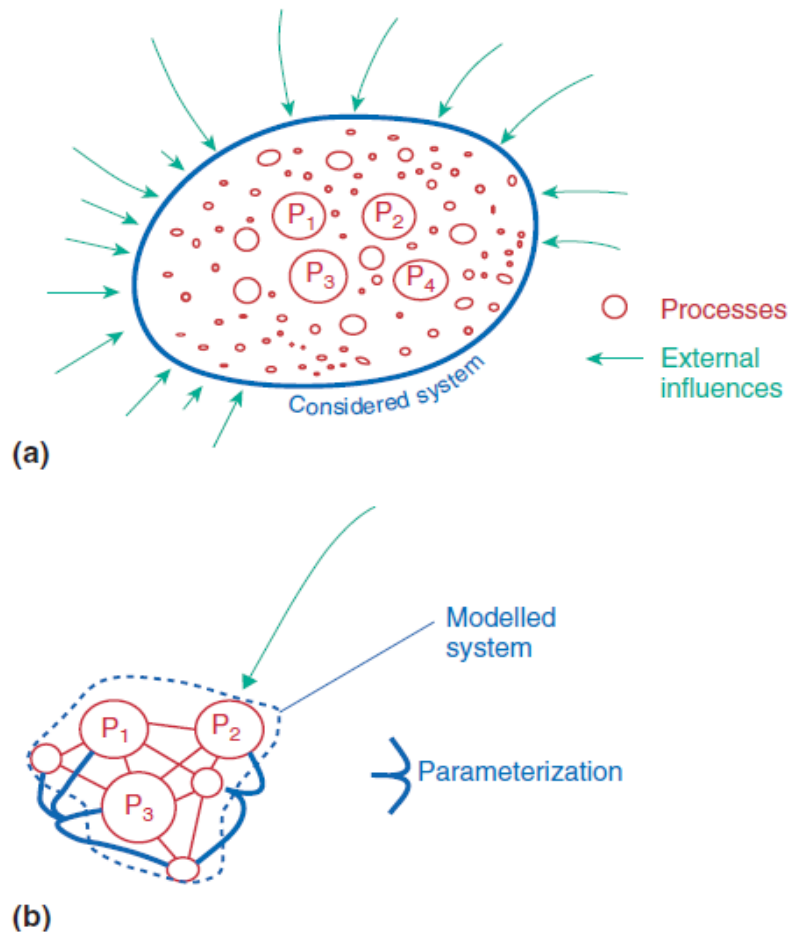 P1
P2
P3
P4
Processes
External
influences
Considered system
(a)
Modelled
system
P1
P2
P3
Parameterization
(b)